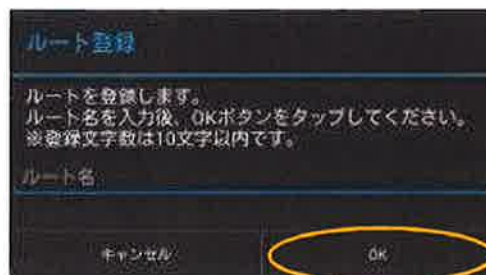 ルート登録
ルートを登録します。
ルート名を入力後、OKボタンをタップしてください。
※登録文字数は10文字以内です。
ルート名
キャンセル
OK